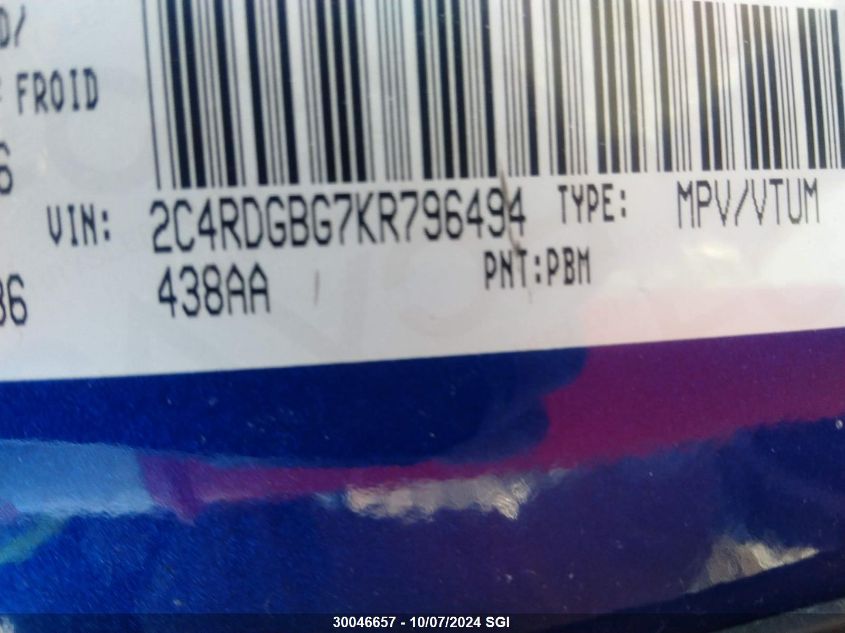 D/
FROID
6
VIN: 2C4RDGBG7KR796494 TYPE: MPV/VTUM
86 438AA PNT:PBM
30046657 - 10/07/2024 SGI